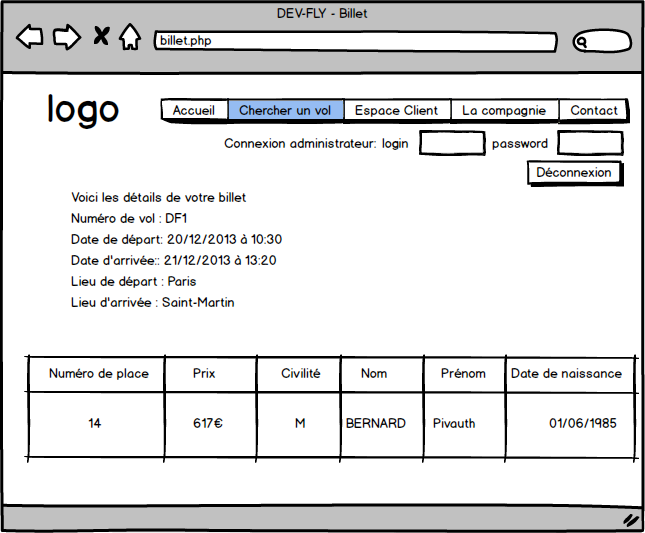 DEV-FLY - Billet
billet.php
logo
Accueil Chercher un vol Espace Client La compagnie Contact
Connexion administrateur: login password
Déconnexion
Voici les détails de votre billet
Numéro de vol : DF1
Date de départ: 20/12/2013 à 10:30
Date d'arrivée:: 21/12/2013 à 13:20
Lieu de départ : Paris
Lieu d'arrivée : Saint-Martin
Numéro de place Prix Civilité Nom Prénom Date de naissance
14 617€ M BERNARD Pivauth 01/06/1985